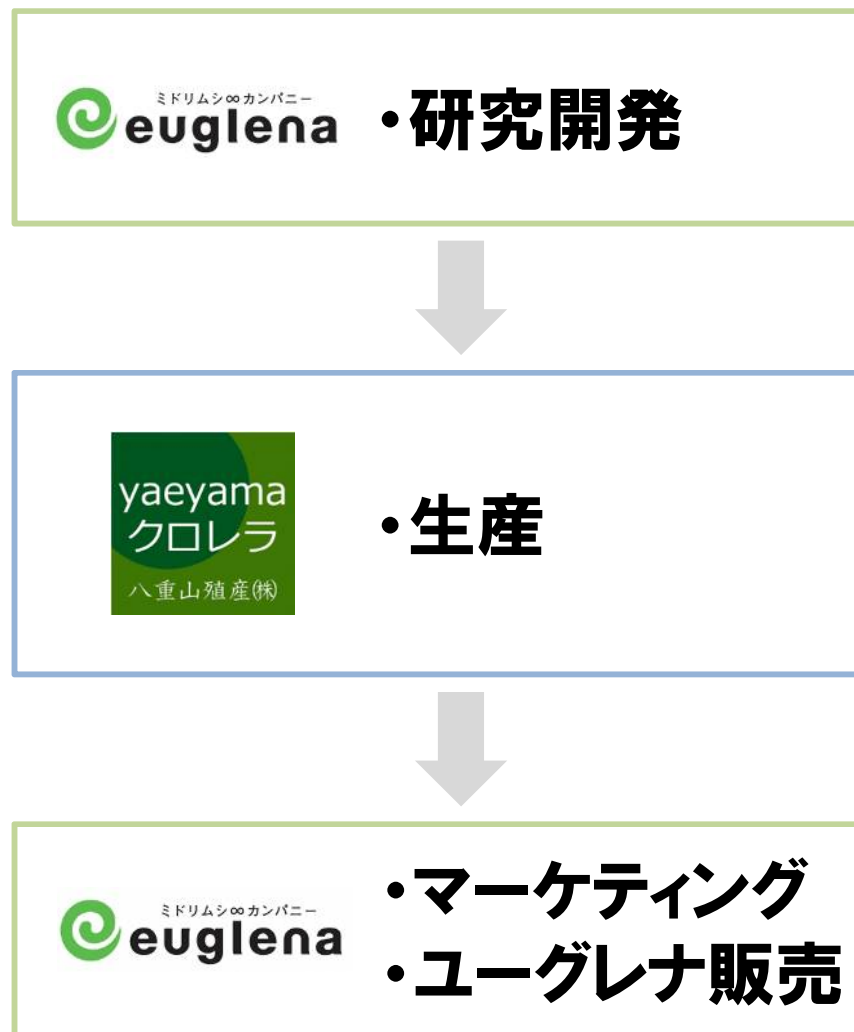 ミドリムシ∞カンパニー
euglena
・研究開発
yaeyama
クロレラ
八重山殖産㈱
・生産
ミドリムシ∞カンパニー
euglena
・マーケティング
・ユーグレナ販売